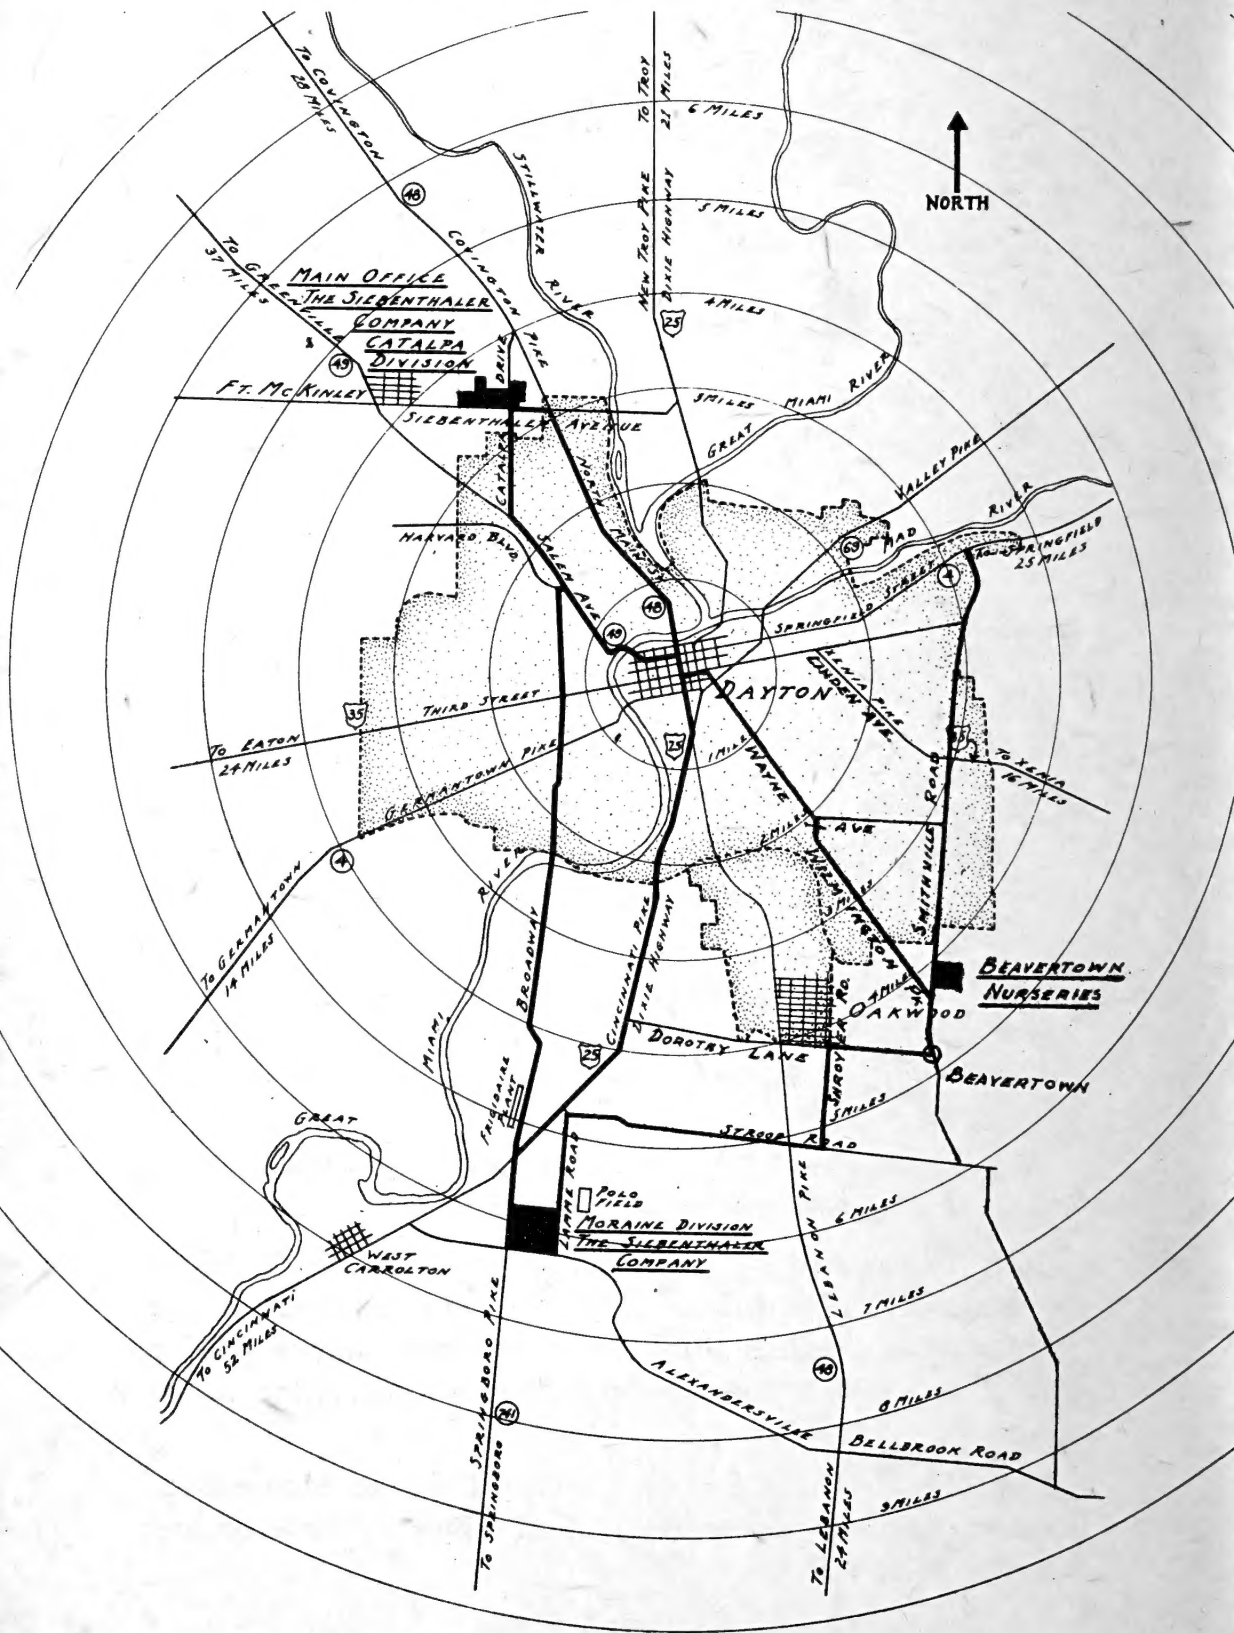 TO COVINGTON
28 MILES
48
COVINGTON PIKE
STILLWATER
RIVER
TO TROY
21 MILES
NEW TROY PIKE
DIXIE HIGHWAY
25
6 MILES
5 MILES
4 MILES
3 MILES
NORTH
TO GREENVILLE
37 MILES
49
MAIN OFFICE
THE SIEBENTHALER
COMPANY
CATALPA
DIVISION
DRIVE
CATALPA
FT. MCKINLEY
SIEBENTHALER AVENUE
GREAT MIAMI RIVER
VALLEY PIKE
MAD RIVER
69
4
TO SPRINGFIELD
25 MILES
SPRINGFIELD STREET
HARVARD BLVD.
SALEM AVE
NORTH MAIN ST.
48
49
XENIA PIKE
LINDEN AVE.
DAYTON
THIRD STREET
35
TO EATON
24 MILES
GERMANTOWN PIKE
4
TO GERMANTOWN
14 MILES
25
1 MILE
2 MILES
WAYNE AVE
WILMINGTON PK
SMITHVILLE ROAD
35
TO XENIA
16 MILES
MIAMI RIVER
BROADWAY
CINCINNATI PIKE
DIXIE HIGHWAY
25
BEAVERTOWN
NURSERIES
4 MILES
OAKWOOD
DOROTHY LANE
SHROYER RD.
BEAVERTOWN
5 MILES
FRIGIDAIRE
PLANT
GREAT
STROOP ROAD
LAMME ROAD
POLO
FIELD
MORAINE DIVISION
THE SIEBENTHALER
COMPANY
WEST
CARROLTON
LEBANON PIKE
6 MILES
7 MILES
TO CINCINNATI
52 MILES
SPRINGBORO PIKE
741
TO SPRINGBORO
48
ALEXANDERSVILLE
BELLBROOK ROAD
8 MILES
9 MILES
TO LEBANON
24 MILES